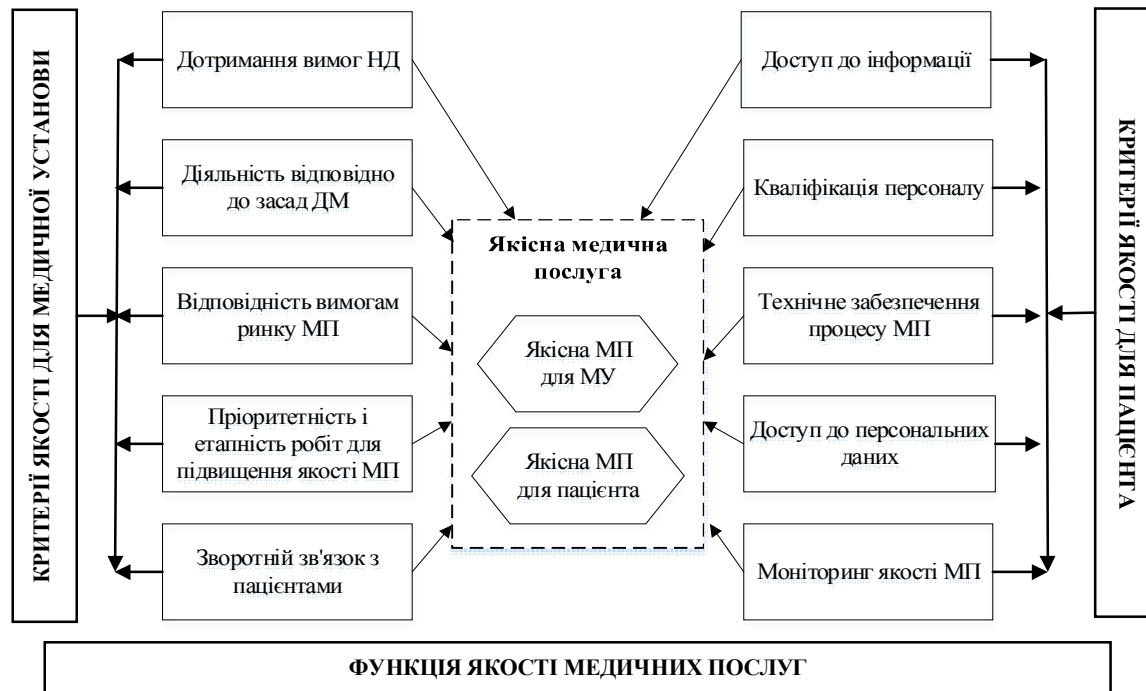 КРИТЕРІЇ ЯКОСТІ ДЛЯ МЕДИЧНОЇ УСТАНОВИ
Дотримання вимог НД
Діяльність відповідно
до засад ДМ
Відповідність вимогам
ринку МП
Пріоритетність і
етапність робіт для
підвищення якості МП
Зворотній зв'язок з
пацієнтами
Якісна медична
послуга
Якісна МП
для МУ
Якісна МП
для пацієнта
Доступ до інформації
Кваліфікація персоналу
Технічне забезпечення
процесу МП
Доступ до персональних
даних
Моніторинг якості МП
КРИТЕРІЇ ЯКОСТІ ДЛЯ ПАЦІЄНТА
ФУНКЦІЯ ЯКОСТІ МЕДИЧНИХ ПОСЛУГ